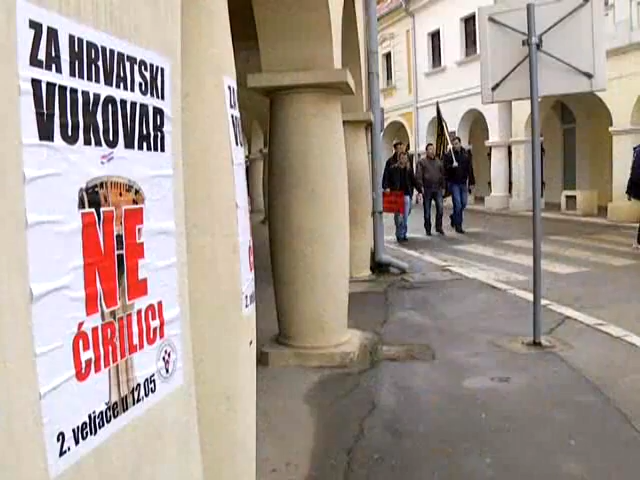 ZA HRVATSKI
VUKOVAR
NE
ĆIRILICI
2. veljače u 12.05